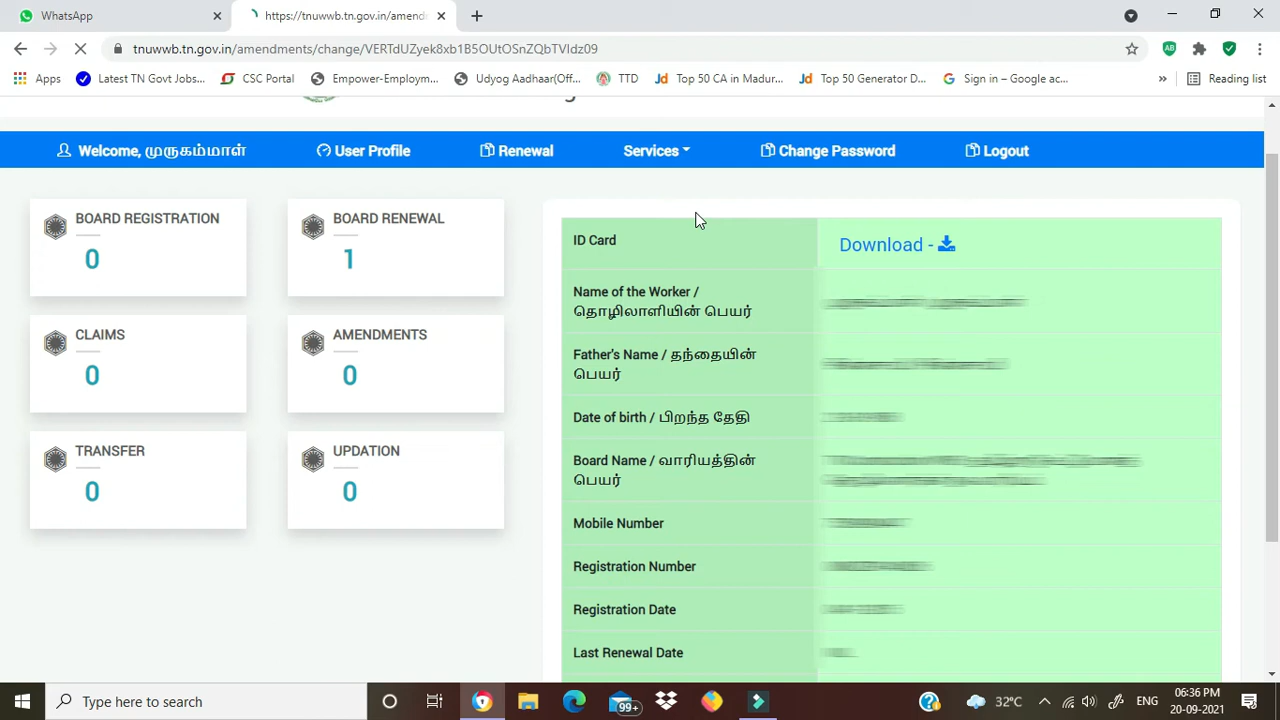 WhatsApp
https://tnuwwb.tn.gov.in/amend
tnuwwb.tn.gov.in/amendments/change/VERTdUZyek8xb1B5OUtOSnZQbTVIdz09
Apps
Latest TN Govt Jobs...
CSC Portal
Empower-Employm...
Udyog Aadhaar(Off...
TTD
Top 50 CA in Madur...
Top 50 Generator D...
Sign in – Google ac...
»
Reading list
Welcome, முருகம்மாள்
User Profile
Renewal
Services
Change Password
Logout
BOARD REGISTRATION
0
BOARD RENEWAL
1
CLAIMS
0
AMENDMENTS
0
TRANSFER
0
UPDATION
0
ID Card
Download -
Name of the Worker /
தொழிலாளியின் பெயர்
Father's Name / தந்தையின்
பெயர்
Date of birth / பிறந்த தேதி
Board Name / வாரியத்தின்
பெயர்
Mobile Number
Registration Number
Registration Date
Last Renewal Date
Type here to search
99+
32°C
ENG
06:36 PM
20-09-2021